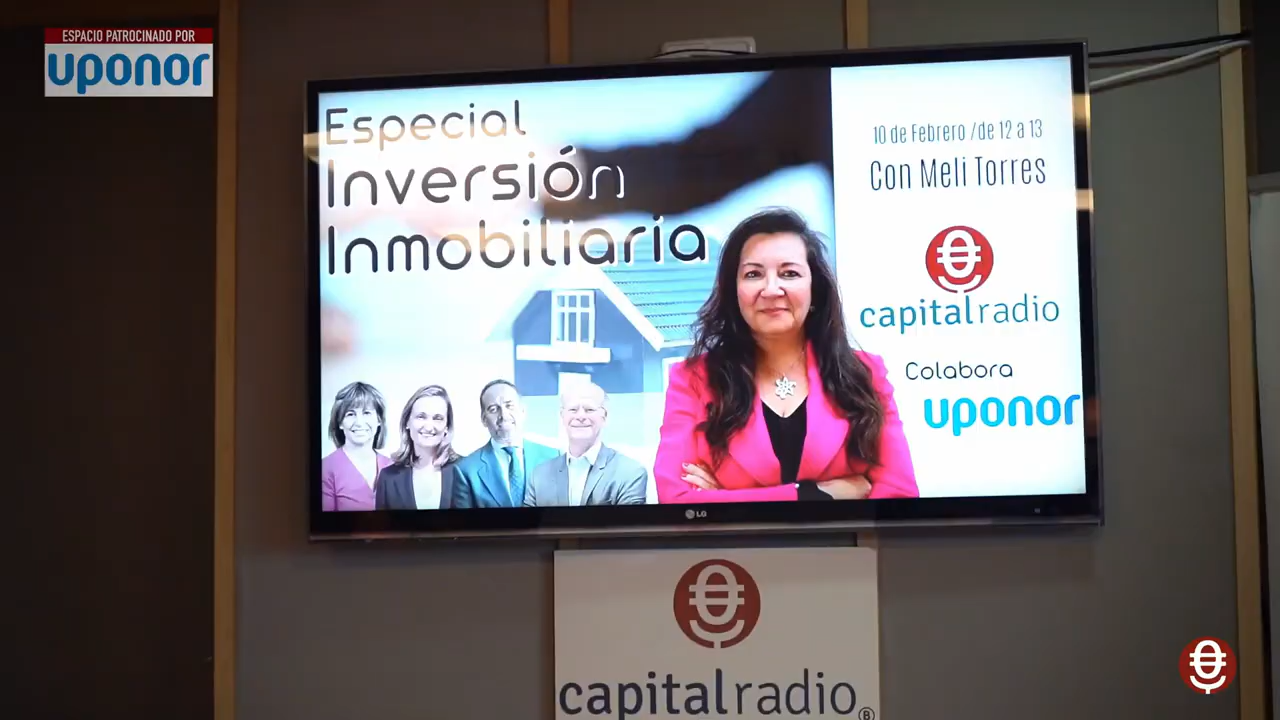 ESPACIO PATROCINADO POR
uponor
Especial
Inversión
Inmobiliaria
10 de Febrero /de 12 a 13
Con Meli Torres
capitalradio
Colabora
uponor
LG
capitalradio